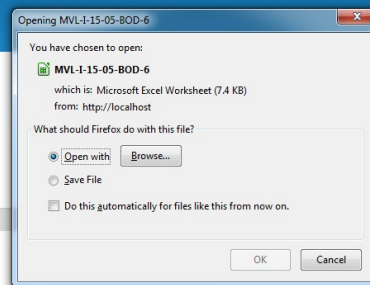 Opening MVL-I-15-05-BOD-6
You have chosen to open:
MVL-I-15-05-BOD-6
which is: Microsoft Excel Worksheet (7.4 KB)
from: http://localhost
What should Firefox do with this file?
Open with Browse...
Save File
Do this automatically for files like this from now on.
OK Cancel